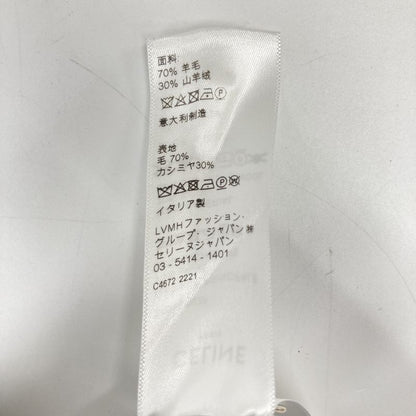 面料:
70% 羊毛
30% 山羊绒
意大利制造
表地
毛 70%
カシミヤ30%
イタリア製
LVMHファッション・
グループ・ジャパン㈱
セリーヌジャパン
03 - 5414 - 1401
C4672 2221
CELINE